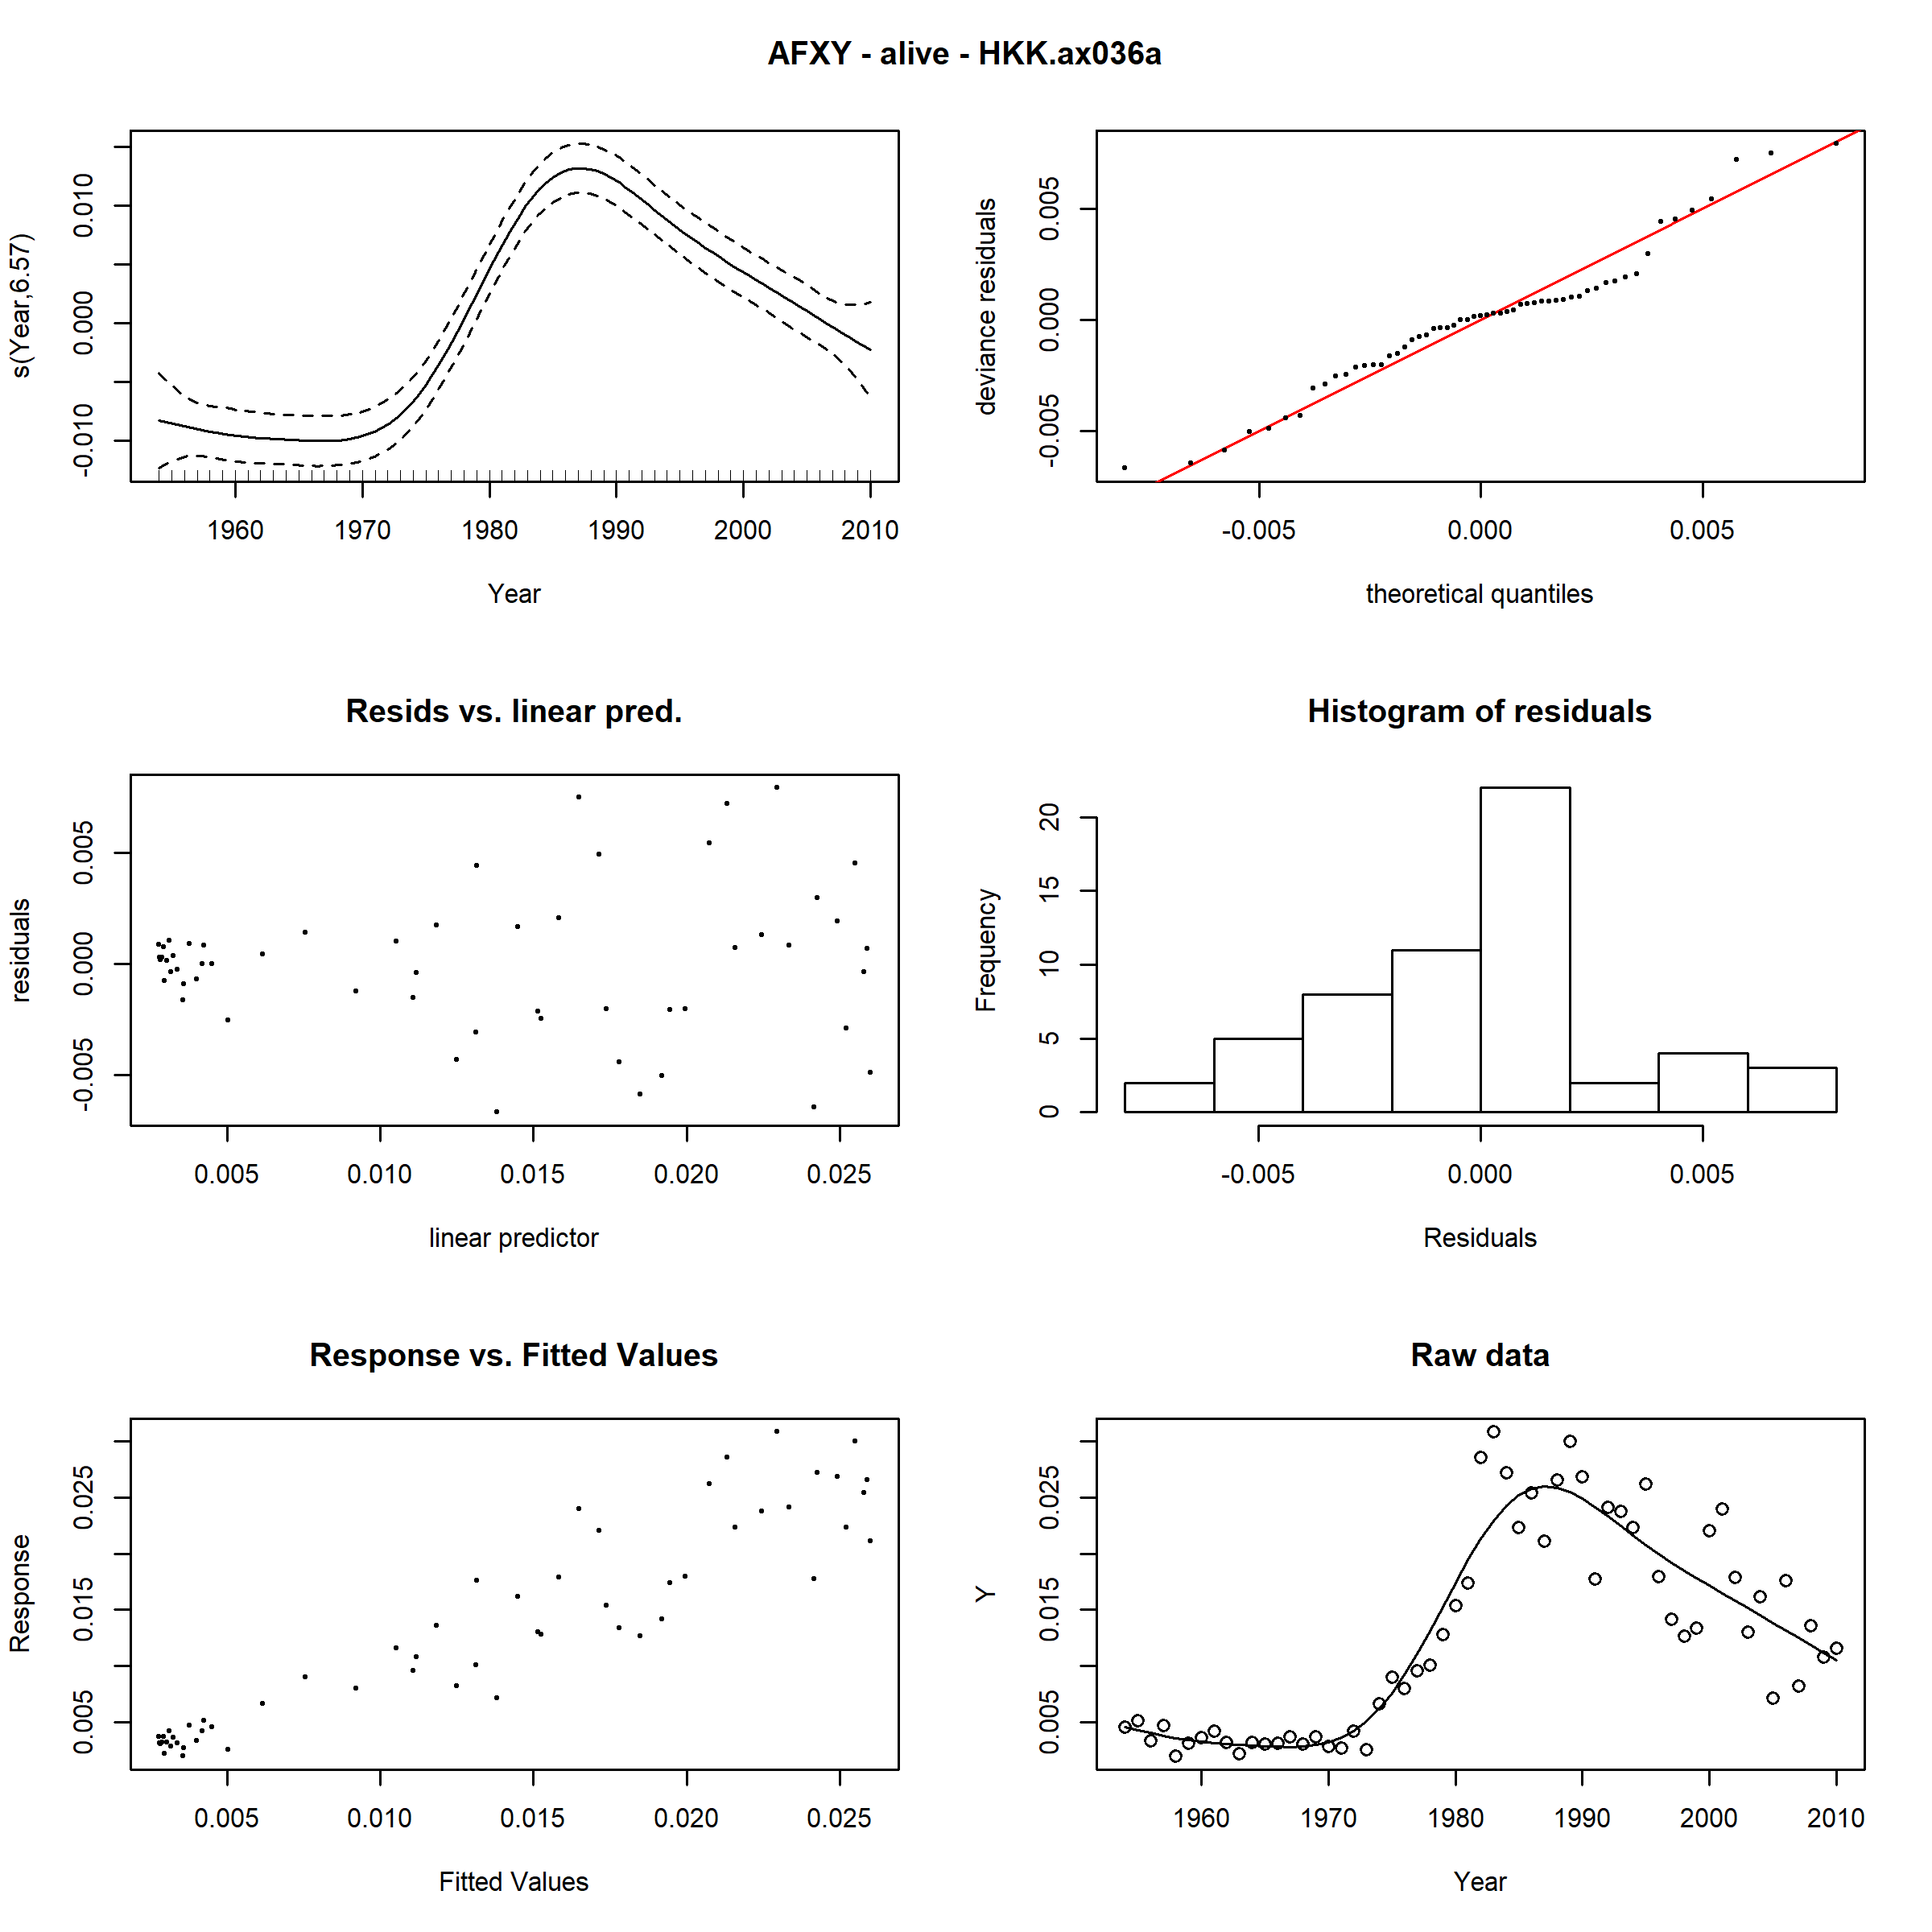 AFXY - alive - HKK.ax036a
s(Year,6.57)
-0.010 0.000 0.010
1960 1970 1980 1990 2000 2010
Year
deviance residuals
-0.005 0.000 0.005
-0.005 0.000 0.005
theoretical quantiles
Resids vs. linear pred.
residuals
-0.005 0.000 0.005
0.005 0.010 0.015 0.020 0.025
linear predictor
Histogram of residuals
Frequency
0 5 10 15 20
-0.005 0.000 0.005
Residuals
Response vs. Fitted Values
Response
0.005 0.015 0.025
0.005 0.010 0.015 0.020 0.025
Fitted Values
Raw data
Y
0.005 0.015 0.025
1960 1970 1980 1990 2000 2010
Year